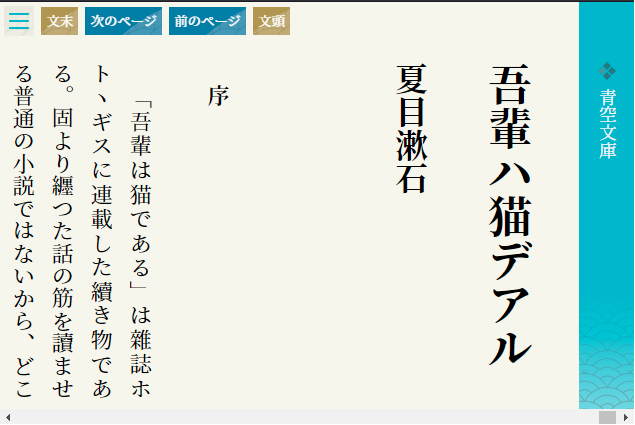 文末
次のページ
前のページ
文頭
青空文庫
吾輩ハ猫デアル
夏目漱石
序
「吾輩は猫である」は雜誌ホ
トヽギスに連載した續き物であ
る。固より纒つた話の筋を讀ませ
る普通の小説ではないから、どこ